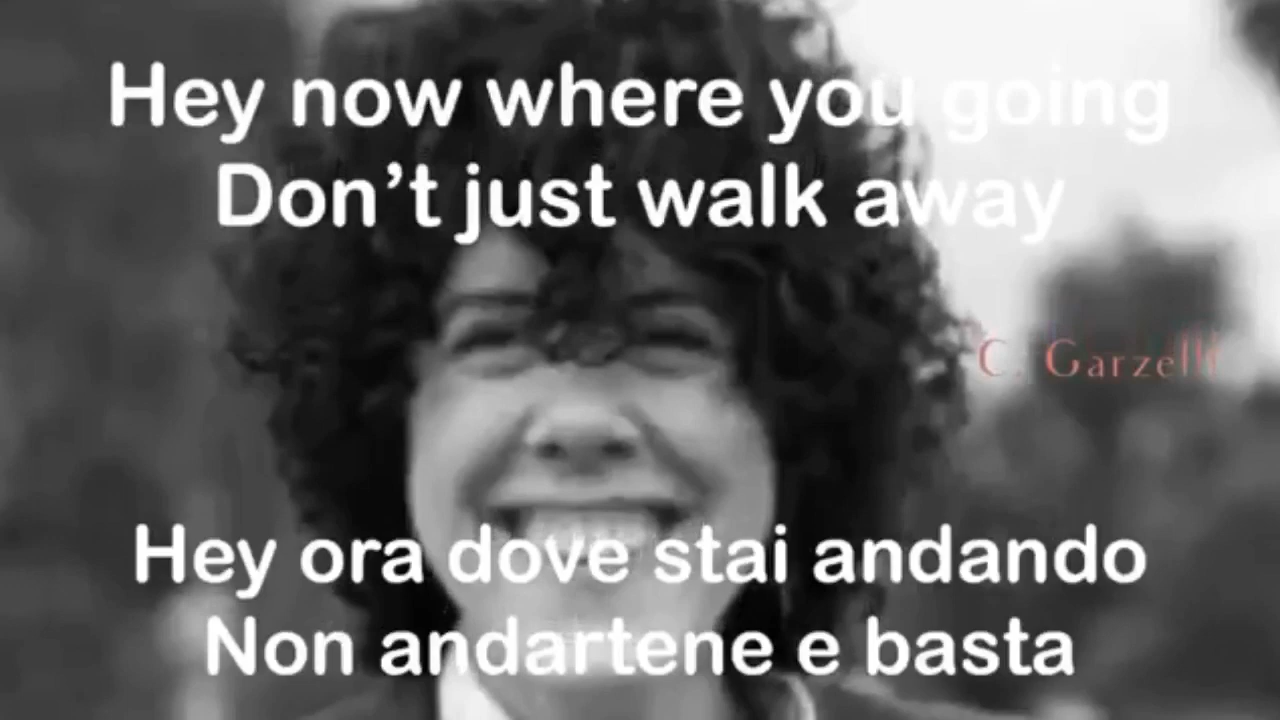 Hey now where you going
Don’t just walk away
C. Garzelli
Hey ora dove stai andando
Non andartene e basta